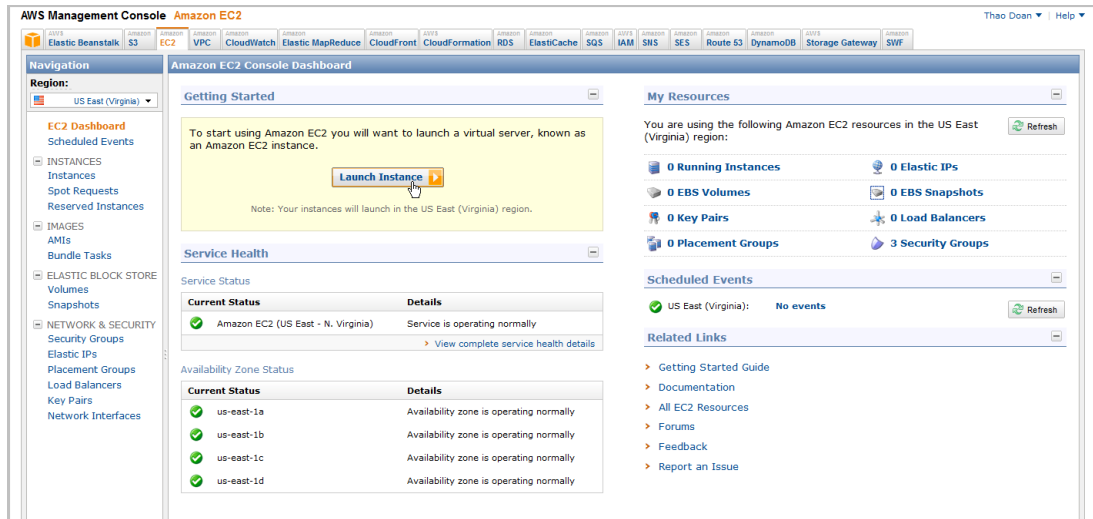 AWS Management Console Amazon EC2
Thao Doan Help
AWS Elastic Beanstalk
Amazon S3
Amazon EC2
Amazon VPC
Amazon CloudWatch
Amazon Elastic MapReduce
Amazon CloudFront
AWS CloudFormation
Amazon RDS
Amazon ElastiCache
Amazon SQS
AWS IAM
Amazon SNS
Amazon SES
Amazon Route 53
Amazon DynamoDB
AWS Storage Gateway
Amazon SWF
Navigation
Region:
US East (Virginia)
EC2 Dashboard
Scheduled Events
INSTANCES
Instances
Spot Requests
Reserved Instances
IMAGES
AMIs
Bundle Tasks
ELASTIC BLOCK STORE
Volumes
Snapshots
NETWORK & SECURITY
Security Groups
Elastic IPs
Placement Groups
Load Balancers
Key Pairs
Network Interfaces
Amazon EC2 Console Dashboard
Getting Started
To start using Amazon EC2 you will want to launch a virtual server, known as
an Amazon EC2 instance.
Launch Instance
Note: Your instances will launch in the US East (Virginia) region.
Service Health
Service Status
Current Status Details
Amazon EC2 (US East - N. Virginia) Service is operating normally
View complete service health details
Availability Zone Status
Current Status Details
us-east-1a Availability zone is operating normally
us-east-1b Availability zone is operating normally
us-east-1c Availability zone is operating normally
us-east-1d Availability zone is operating normally
My Resources
You are using the following Amazon EC2 resources in the US East
(Virginia) region:
Refresh
0 Running Instances 0 Elastic IPs
0 EBS Volumes 0 EBS Snapshots
0 Key Pairs 0 Load Balancers
0 Placement Groups 3 Security Groups
Scheduled Events
US East (Virginia): No events
Refresh
Related Links
Getting Started Guide
Documentation
All EC2 Resources
Forums
Feedback
Report an Issue